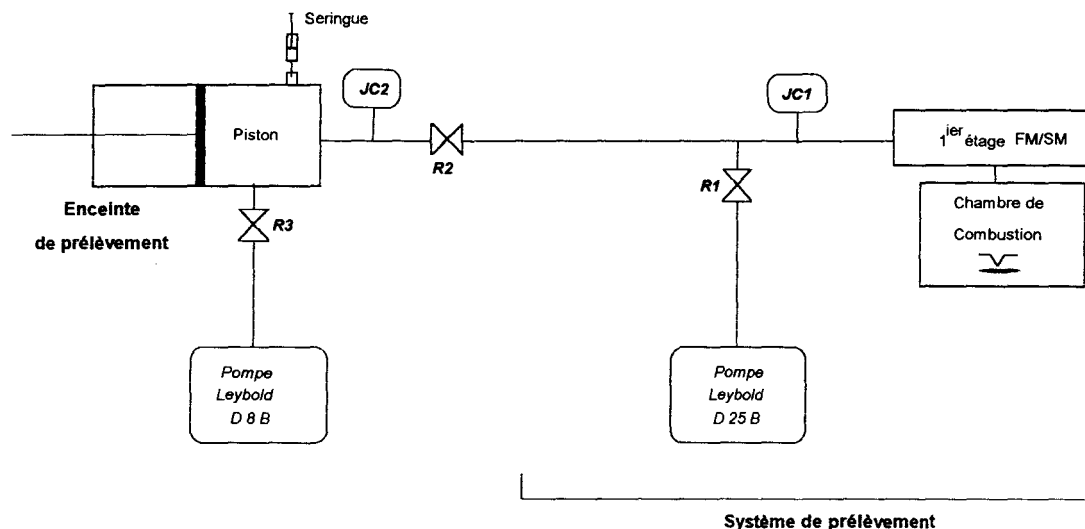 Seringue
JC2
JC1
Piston
1ier étage FM/SM
R2
R1
Chambre de
Combustion
Enceinte
de prélèvement
R3
Pompe
Leybold
D 8 B
Pompe
Leybold
D 25 B
Système de prélèvement